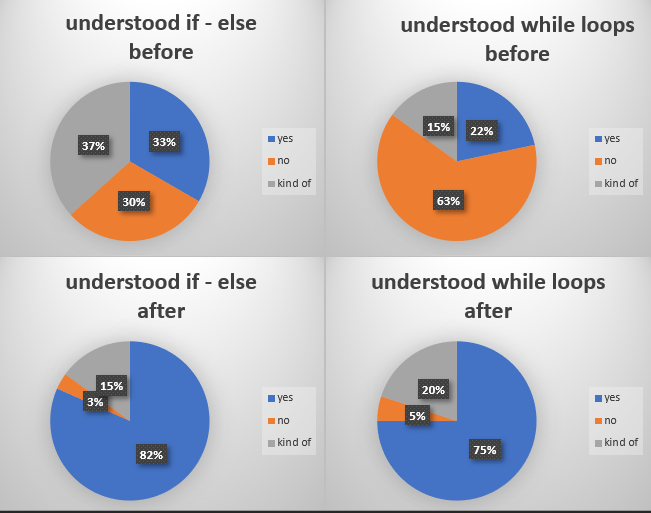 understood if - else
before
33%
30%
37%
yes
no
kind of
understood while loops
before
22%
63%
15%
yes
no
kind of
understood if - else
after
82%
3%
15%
yes
no
kind of
understood while loops
after
75%
5%
20%
yes
no
kind of